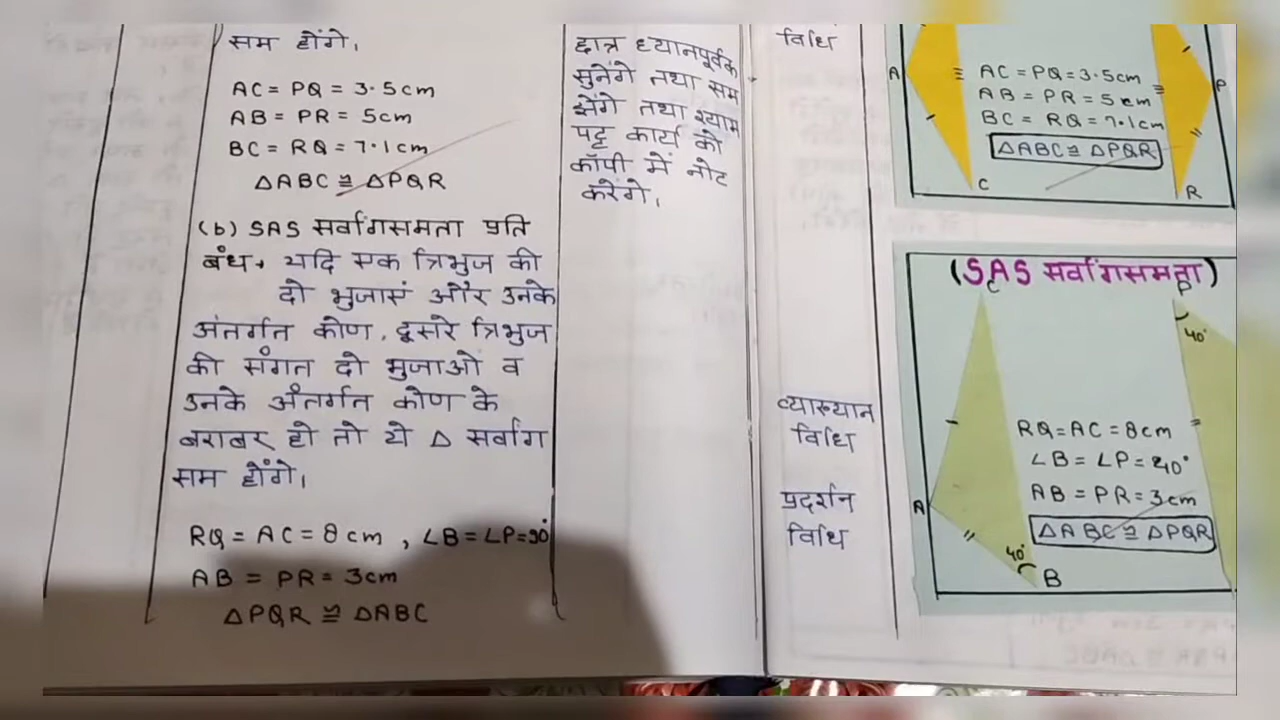 सम होंगे।
AC = PQ = 3.5cm
AB = PR = 5cm
BC = RQ = 7.1cm
△ABC ≅ △PQR
(b) SAS सर्वांगसमता प्रति
बंध, यदि एक त्रिभुज की
दो भुजाएं और उनके
अंतर्गत कोण, दूसरे त्रिभुज
की संगत दो भुजाओ व
उनके अंतर्गत कोण के
बराबर हो तो ये △ सर्वांग
सम होंगे।
RQ = AC = 8cm , ∠B = ∠P = 90°
AB = PR = 3cm
△PQR ≅ △ABC
छात्र ध्यानपूर्वक
सुनेंगे तथा सम
झेंगे तथा श्याम
पट्ट कार्य को
कॉपी में नोट
करेंगे।
विधि
व्याख्यान
विधि
प्रदर्शन
विधि
A
P
AC = PQ = 3.5cm
AB = PR = 5cm
BC = RQ = 7.1cm
△ABC ≅ △PQR
C
R
(SAS सर्वांगसमता)
C
P
40°
RQ = AC = 8cm
∠B = ∠P = 40°
AB = PR = 3cm
A
△ABC ≅ △PQR
40°
B